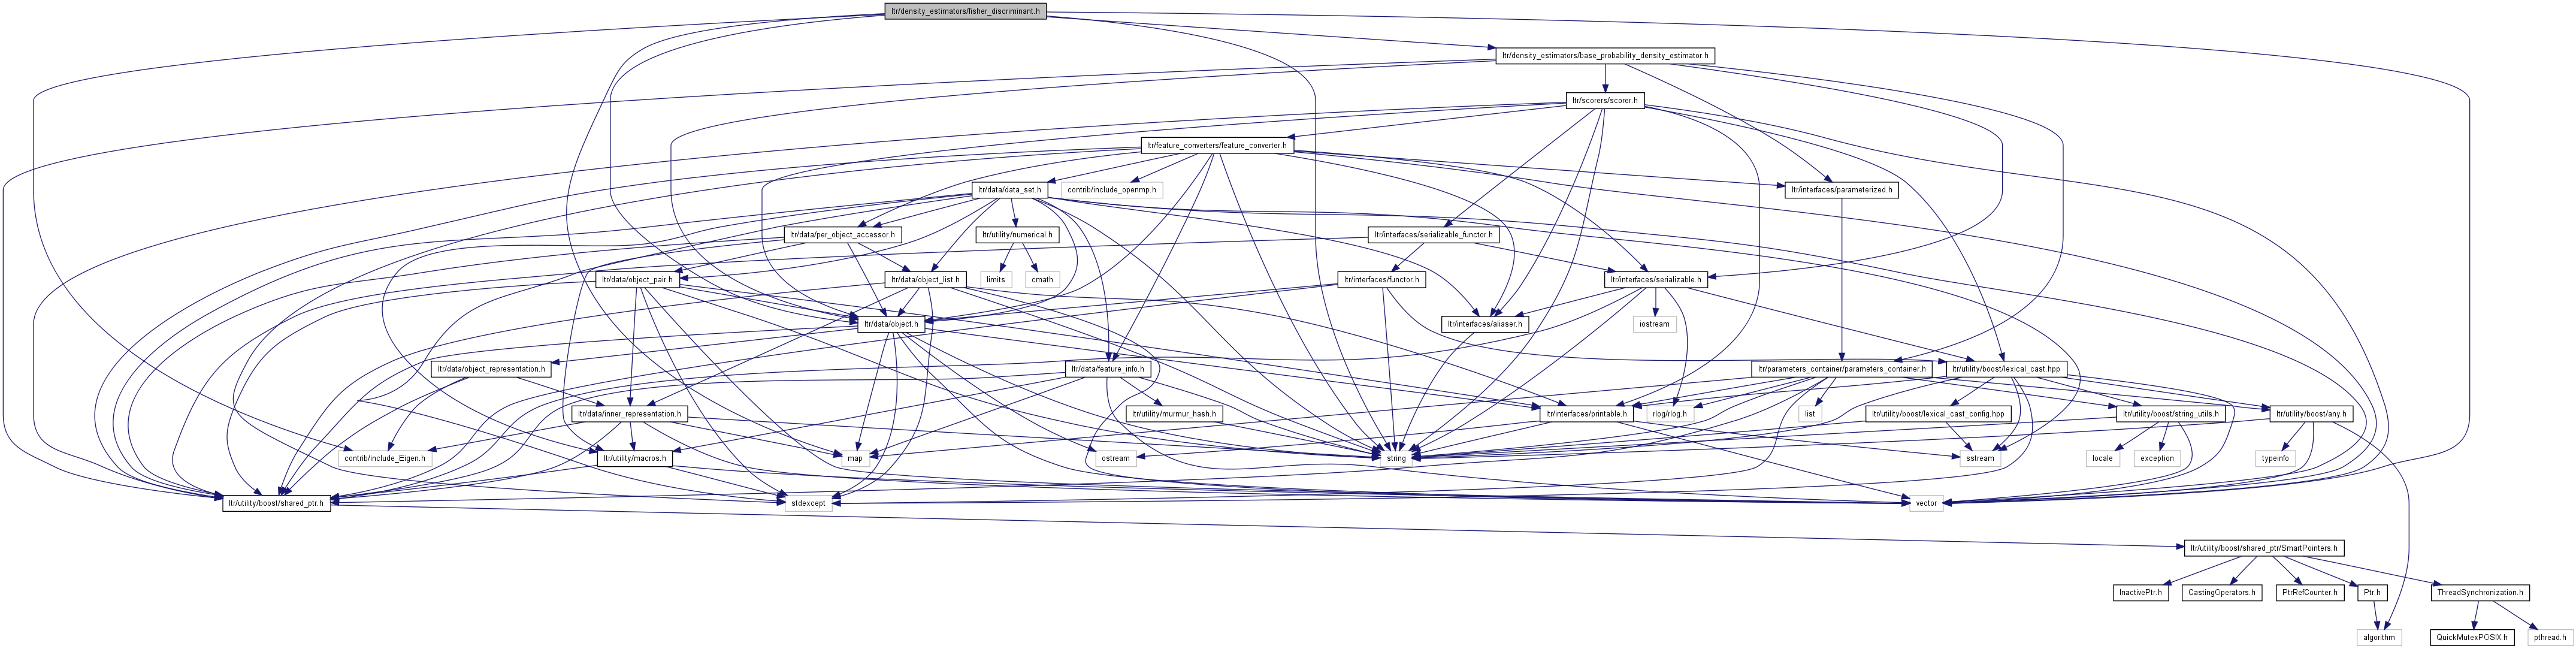 ltr/density_estimators/fisher_discriminant.h
ltr/density_estimators/base_probability_density_estimator.h
ltr/scorers/scorer.h
ltr/feature_converters/feature_converter.h
ltr/data/data_set.h
contrib/include_openmp.h
ltr/interfaces/parameterized.h
ltr/data/per_object_accessor.h
ltr/utility/numerical.h
ltr/interfaces/serializable_functor.h
ltr/data/object_pair.h
ltr/data/object_list.h
limits
cmath
ltr/interfaces/functor.h
ltr/interfaces/serializable.h
ltr/data/object.h
ltr/interfaces/aliaser.h
iostream
ltr/data/object_representation.h
ltr/data/feature_info.h
ltr/parameters_container/parameters_container.h
ltr/utility/boost/lexical_cast.hpp
ltr/data/inner_representation.h
ltr/utility/murmur_hash.h
ltr/interfaces/printable.h
rlog/rlog.h
list
ltr/utility/boost/lexical_cast_config.hpp
ltr/utility/boost/string_utils.h
ltr/utility/boost/any.h
contrib/include_Eigen.h
ltr/utility/macros.h
map
ostream
string
sstream
locale
exception
typeinfo
ltr/utility/boost/shared_ptr.h
stdexcept
vector
ltr/utility/boost/shared_ptr/SmartPointers.h
InactivePtr.h
CastingOperators.h
PtrRefCounter.h
Ptr.h
ThreadSynchronization.h
algorithm
QuickMutexPOSIX.h
pthread.h